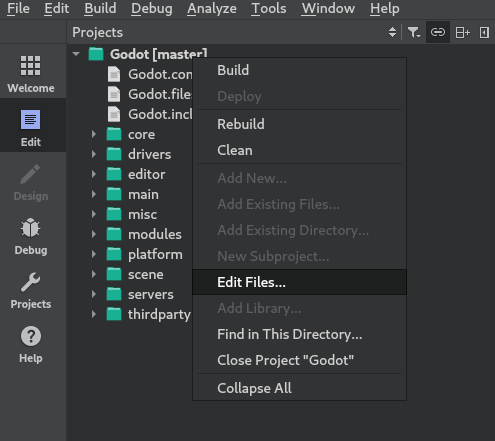 File Edit Build Debug Analyze Tools Window Help
Projects
Welcome
Edit
Design
Debug
Projects
Help
Godot [master]
Godot.con
Godot.files
Godot.incl
core
drivers
editor
main
misc
modules
platform
scene
servers
thirdparty
Build
Deploy
Rebuild
Clean
Add New...
Add Existing Files...
Add Existing Directory...
New Subproject...
Edit Files...
Add Library...
Find in This Directory...
Close Project "Godot"
Collapse All